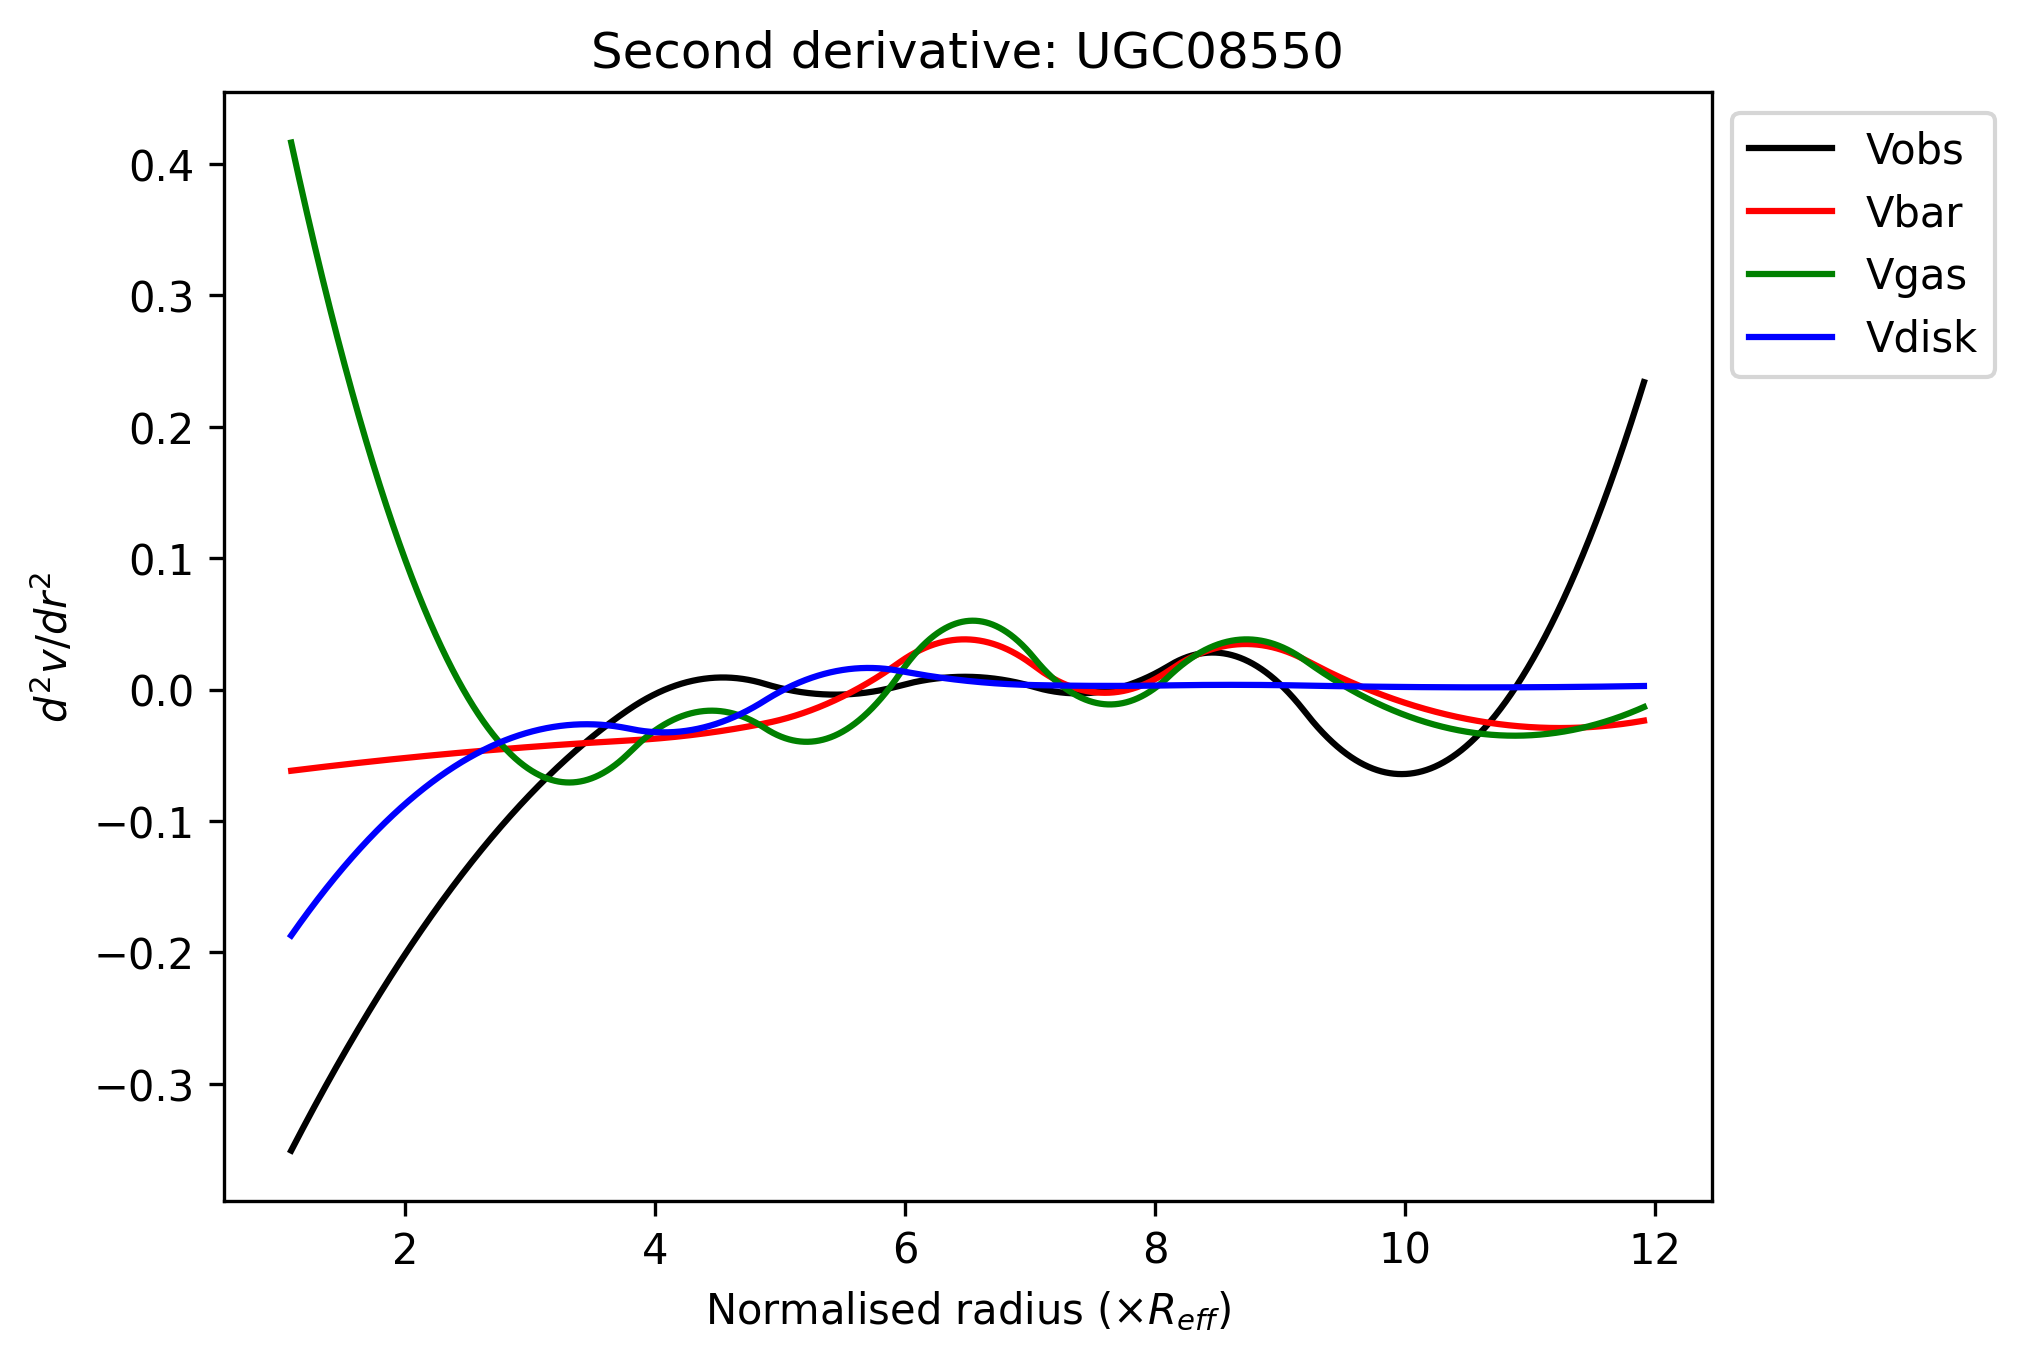 Second derivative: UGC08550
0.4
0.3
0.2
0.1
0.0
−0.1
−0.2
−0.3
d²v/dr²
2 4 6 8 10 12
Normalised radius (×R_eff)
Vobs
Vbar
Vgas
Vdisk